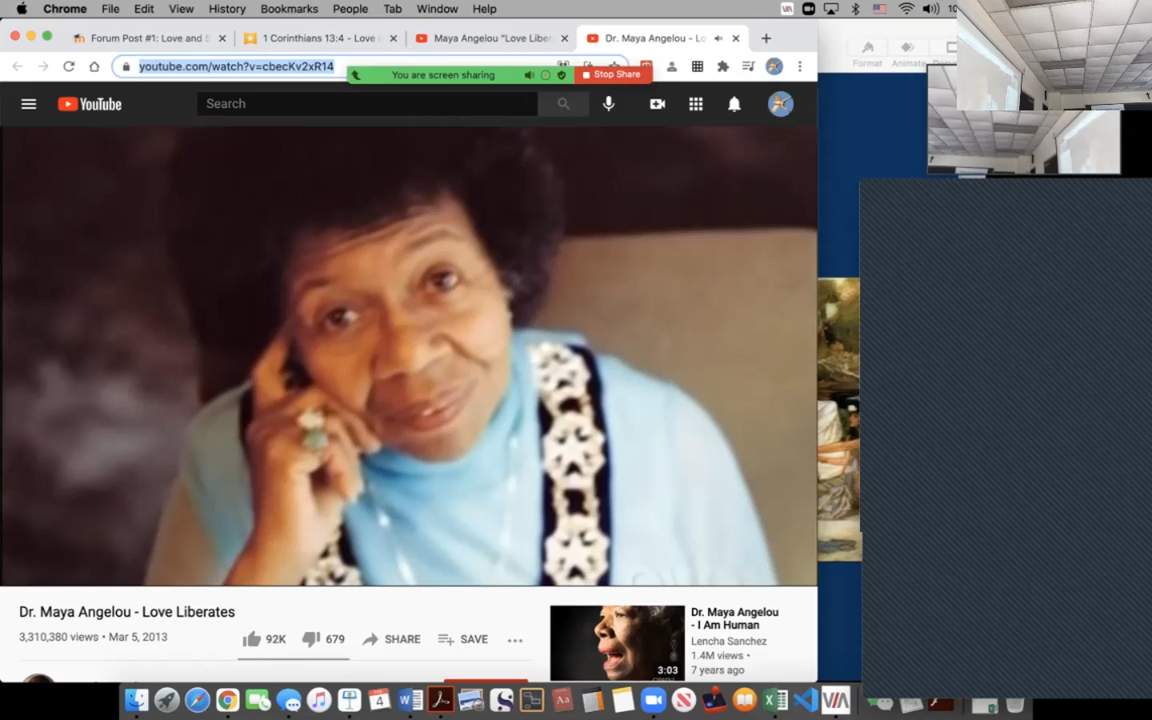 Chrome File Edit View History Bookmarks People Tab Window Help
Forum Post #1: Love and
1 Corinthians 13:4 - Love
Maya Angelou "Love Liber
Dr. Maya Angelou - Lo
youtube.com/watch?v=cbecKv2xR14
You are screen sharing
Stop Share
Format
Animate
YouTube
Search
Dr. Maya Angelou - Love Liberates
3,310,380 views • Mar 5, 2013
92K
679
SHARE
SAVE
3:03
Dr. Maya Angelou
- I Am Human
Lencha Sanchez
1.4M views •
7 years ago